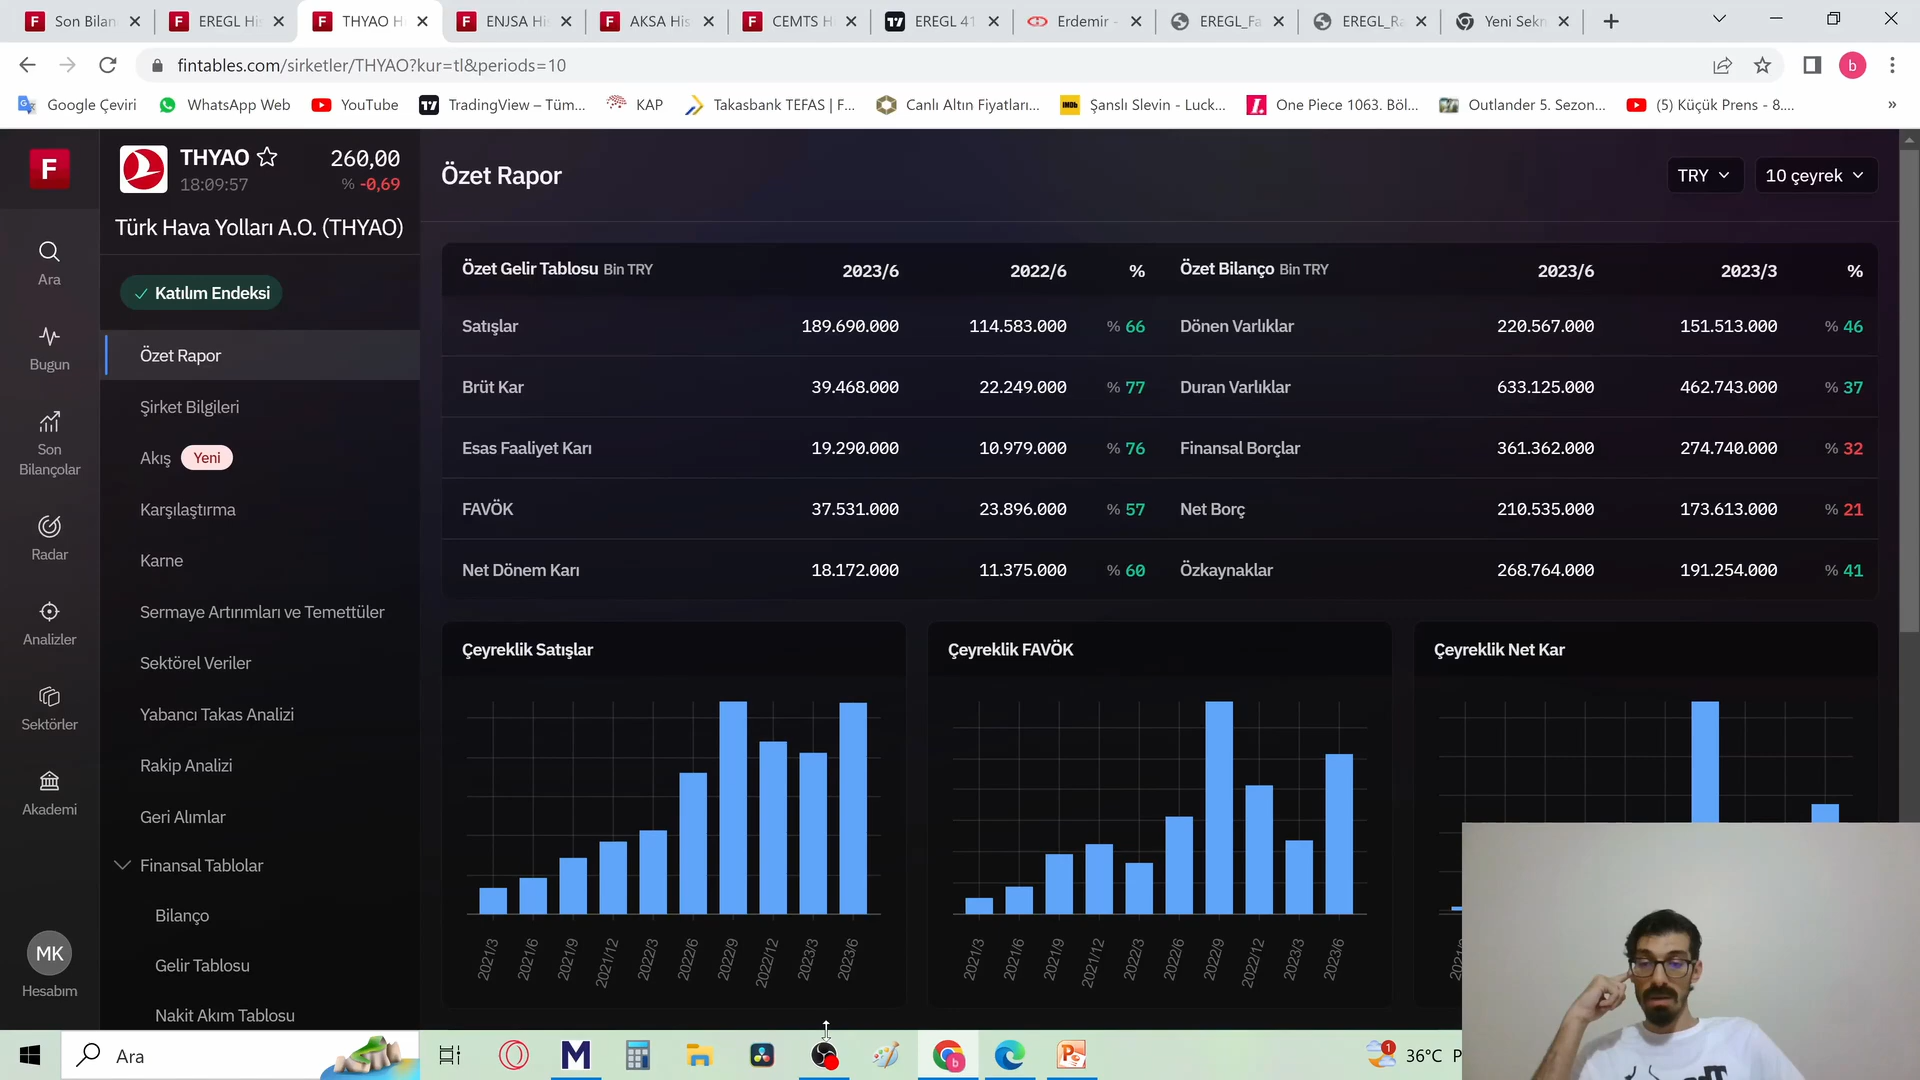 Son Bilan
EREGL His
THYAO H
ENJSA His
AKSA His
CEMTS H
EREGL 41
Erdemir -
EREGL_Fa
EREGL_Ra
Yeni Sekm
fintables.com/sirketler/THYAO?kur=tl&periods=10
b
Google Çeviri
WhatsApp Web
YouTube
TradingView – Tüm...
KAP
Takasbank TEFAS | F...
Canlı Altın Fiyatları...
IMDb
Şanslı Slevin - Luck...
One Piece 1063. Böl...
Outlander 5. Sezon...
(5) Küçük Prens - 8....
»
F
Ara
Bugun
Son
Bilançolar
Radar
Analizler
Sektörler
Akademi
MK
Hesabım
THYAO
260,00
18:09:57
% -0,69
Türk Hava Yolları A.O. (THYAO)
Katılım Endeksi
Özet Rapor
Şirket Bilgileri
Akış Yeni
Karşılaştırma
Karne
Sermaye Artırımları ve Temettüler
Sektörel Veriler
Yabancı Takas Analizi
Rakip Analizi
Geri Alımlar
Finansal Tablolar
Bilanço
Gelir Tablosu
Nakit Akım Tablosu
Özet Rapor
TRY
10 çeyrek
Özet Gelir Tablosu Bin TRY 2023/6 2022/6 %
Satışlar 189.690.000 114.583.000 % 66
Brüt Kar 39.468.000 22.249.000 % 77
Esas Faaliyet Karı 19.290.000 10.979.000 % 76
FAVÖK 37.531.000 23.896.000 % 57
Net Dönem Karı 18.172.000 11.375.000 % 60
Özet Bilanço Bin TRY 2023/6 2023/3 %
Dönen Varlıklar 220.567.000 151.513.000 % 46
Duran Varlıklar 633.125.000 462.743.000 % 37
Finansal Borçlar 361.362.000 274.740.000 % 32
Net Borç 210.535.000 173.613.000 % 21
Özkaynaklar 268.764.000 191.254.000 % 41
Çeyreklik Satışlar
2021/3 2021/6 2021/9 2021/12 2022/3 2022/6 2022/9 2022/12 2023/3 2023/6
Çeyreklik FAVÖK
2021/3 2021/6 2021/9 2021/12 2022/3 2022/6 2022/9 2022/12 2023/3 2023/6
Çeyreklik Net Kar
Ara
1
36°C P